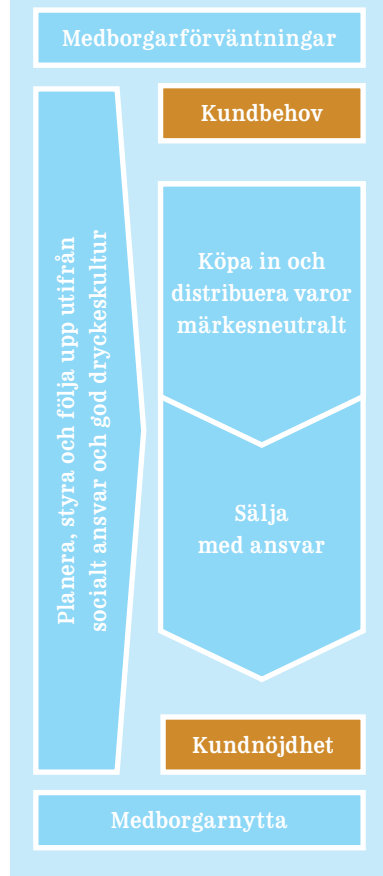 Medborgarförväntningar
Planera, styra och följa upp utifrån
socialt ansvar och god dryckeskultur
Kundbehov
Köpa in och
distribuera varor
märkesneutralt
Sälja
med ansvar
Kundnöjdhet
Medborgarnytta